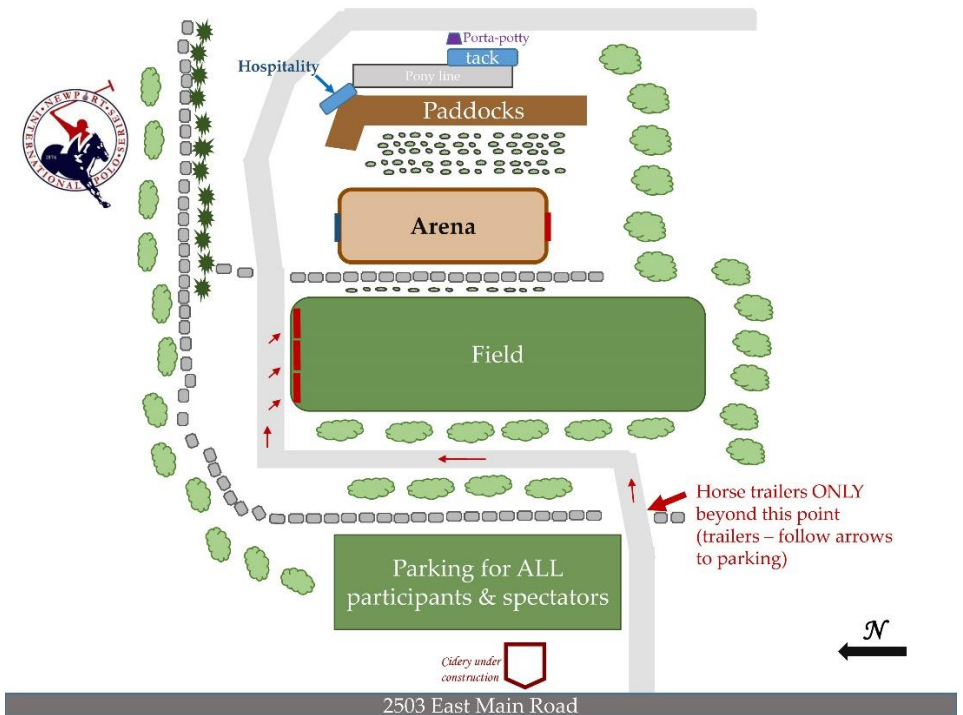 Porta-potty
tack
Hospitality
Pony line
Paddocks
NEWPORT
INTERNATIONAL
POLO
SERIES
1876
Arena
Field
Horse trailers ONLY
beyond this point
(trailers – follow arrows
to parking)
Parking for ALL
participants & spectators
N
Cidery under
construction
2503 East Main Road